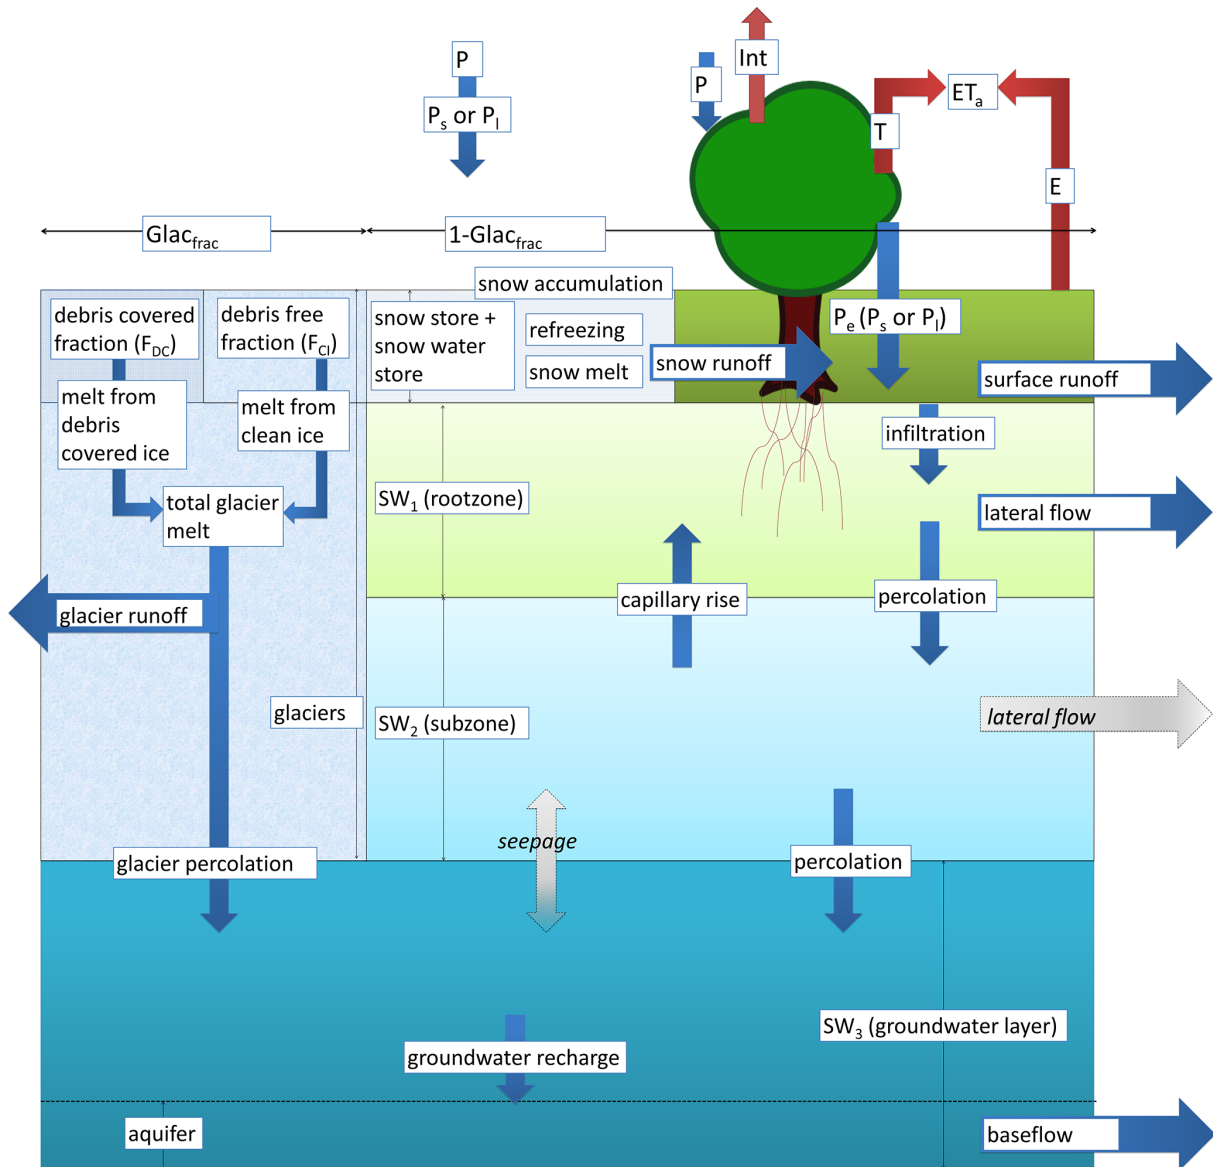 P
Ps or Pl
P
Int
T
ETa
E
Glacfrac
1-Glacfrac
snow accumulation
debris covered
fraction (FDC)
debris free
fraction (FCI)
snow store +
snow water
store
refreezing
snow melt
snow runoff
Pe (Ps or Pl)
surface runoff
melt from
debris
covered ice
melt from
clean ice
infiltration
total glacier
melt
SW1 (rootzone)
lateral flow
glacier runoff
capillary rise
percolation
glaciers
SW2 (subzone)
lateral flow
seepage
glacier percolation
percolation
SW3 (groundwater layer)
groundwater recharge
aquifer
baseflow